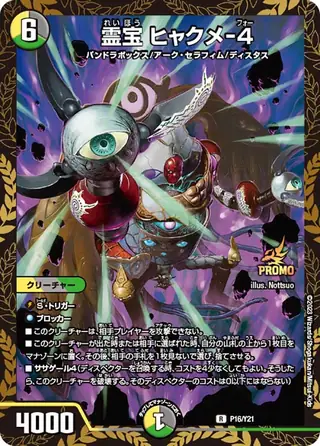 6
れいほう フォー
霊宝 ヒャクメ-4
パンドラボックス/アーク・セラフィム/ディスタス
PROMO
illus. Nottsuo
クリーチャー
S・トリガー
ブロッカー
■このクリーチャーは、相手プレイヤーを攻撃できない。
■このクリーチャーが出た時または相手に選ばれた時、自分の山札の上から1枚目を
マナゾーンに置く。その後、相手の手札を1枚見ないで選び、捨てさせる。
■ササゲール4(ディスペクターを召喚する時、コストを4少なくしてもよい。そうした
ら、このクリーチャーを破壊する。そのディスペクターのコストは0以下にはならない)
4000
1
R P16/Y21